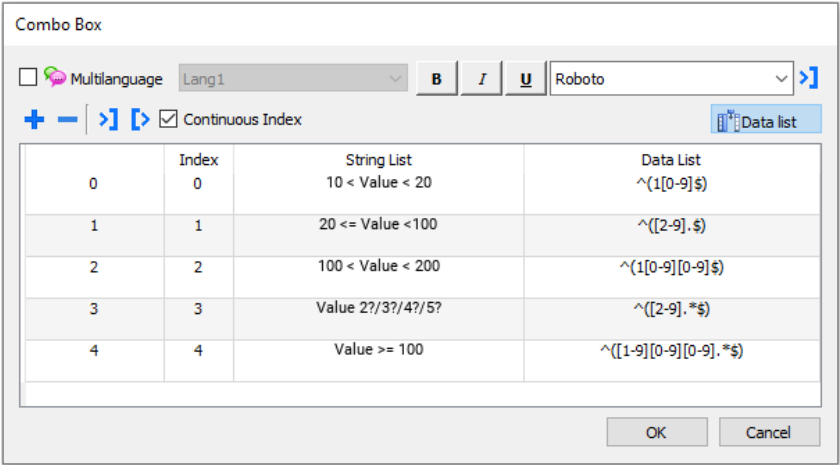 Combo Box
Multilanguage Lang1 B I U Roboto
Continuous Index Data list
Index String List Data List
0 0 10 < Value < 20 ^(1[0-9]$)
1 1 20 <= Value <100 ^([2-9].$)
2 2 100 < Value < 200 ^(1[0-9][0-9]$)
3 3 Value 2?/3?/4?/5? ^([2-9].*$)
4 4 Value >= 100 ^([1-9][0-9][0-9].*$)
OK Cancel